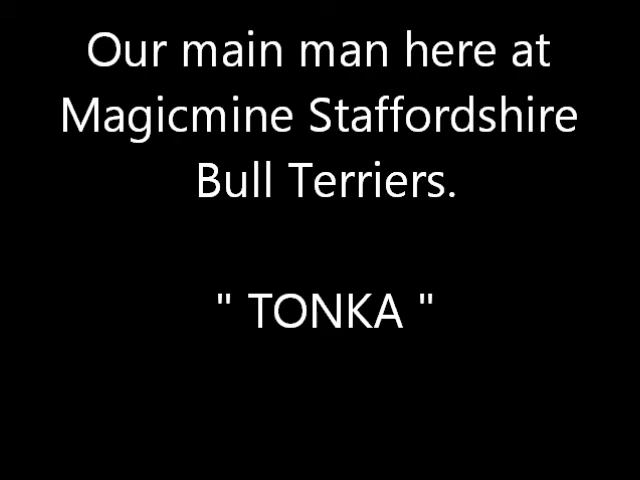 Our main man here at
Magicmine Staffordshire
Bull Terriers.
" TONKA "